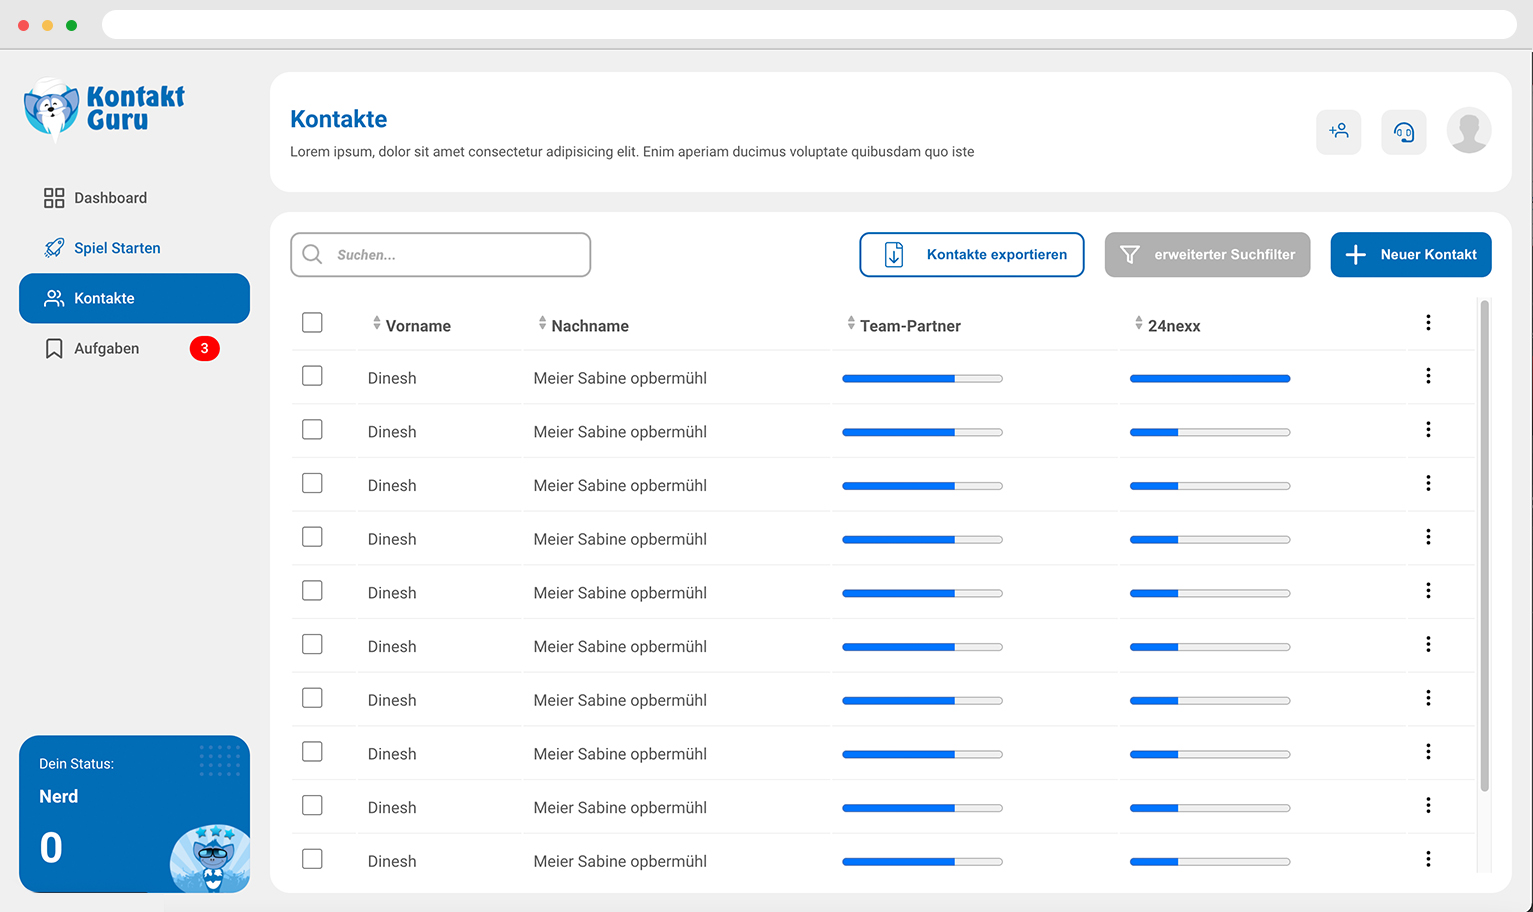 Kontakt
Guru
Dashboard
Spiel Starten
Kontakte
Aufgaben 3
Dein Status:
Nerd
0
Kontakte
Lorem ipsum, dolor sit amet consectetur adipisicing elit. Enim aperiam ducimus voluptate quibusdam quo iste
Suchen... Kontakte exportieren erweiterter Suchfilter Neuer Kontakt
Vorname Nachname Team-Partner 24nexx
Dinesh Meier Sabine opbermühl
Dinesh Meier Sabine opbermühl
Dinesh Meier Sabine opbermühl
Dinesh Meier Sabine opbermühl
Dinesh Meier Sabine opbermühl
Dinesh Meier Sabine opbermühl
Dinesh Meier Sabine opbermühl
Dinesh Meier Sabine opbermühl
Dinesh Meier Sabine opbermühl
Dinesh Meier Sabine opbermühl